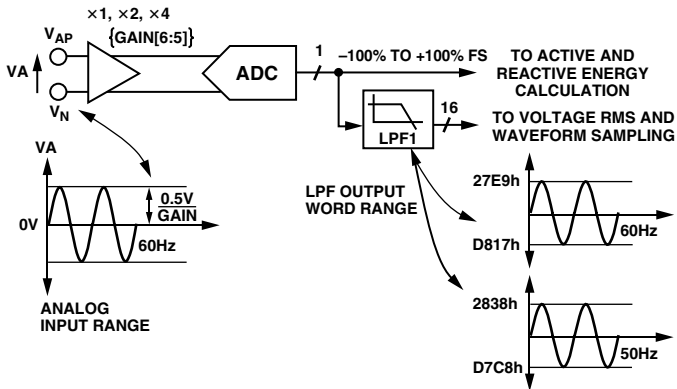 ×1, ×2, ×4
{GAIN[6:5]}
VAP
VA
VN
ADC
1
–100% TO +100% FS
TO ACTIVE AND
REACTIVE ENERGY
CALCULATION
LPF1
16
TO VOLTAGE RMS AND
WAVEFORM SAMPLING
VA
0.5V
GAIN
0V
60Hz
ANALOG
INPUT RANGE
LPF OUTPUT
WORD RANGE
27E9h
60Hz
D817h
2838h
50Hz
D7C8h